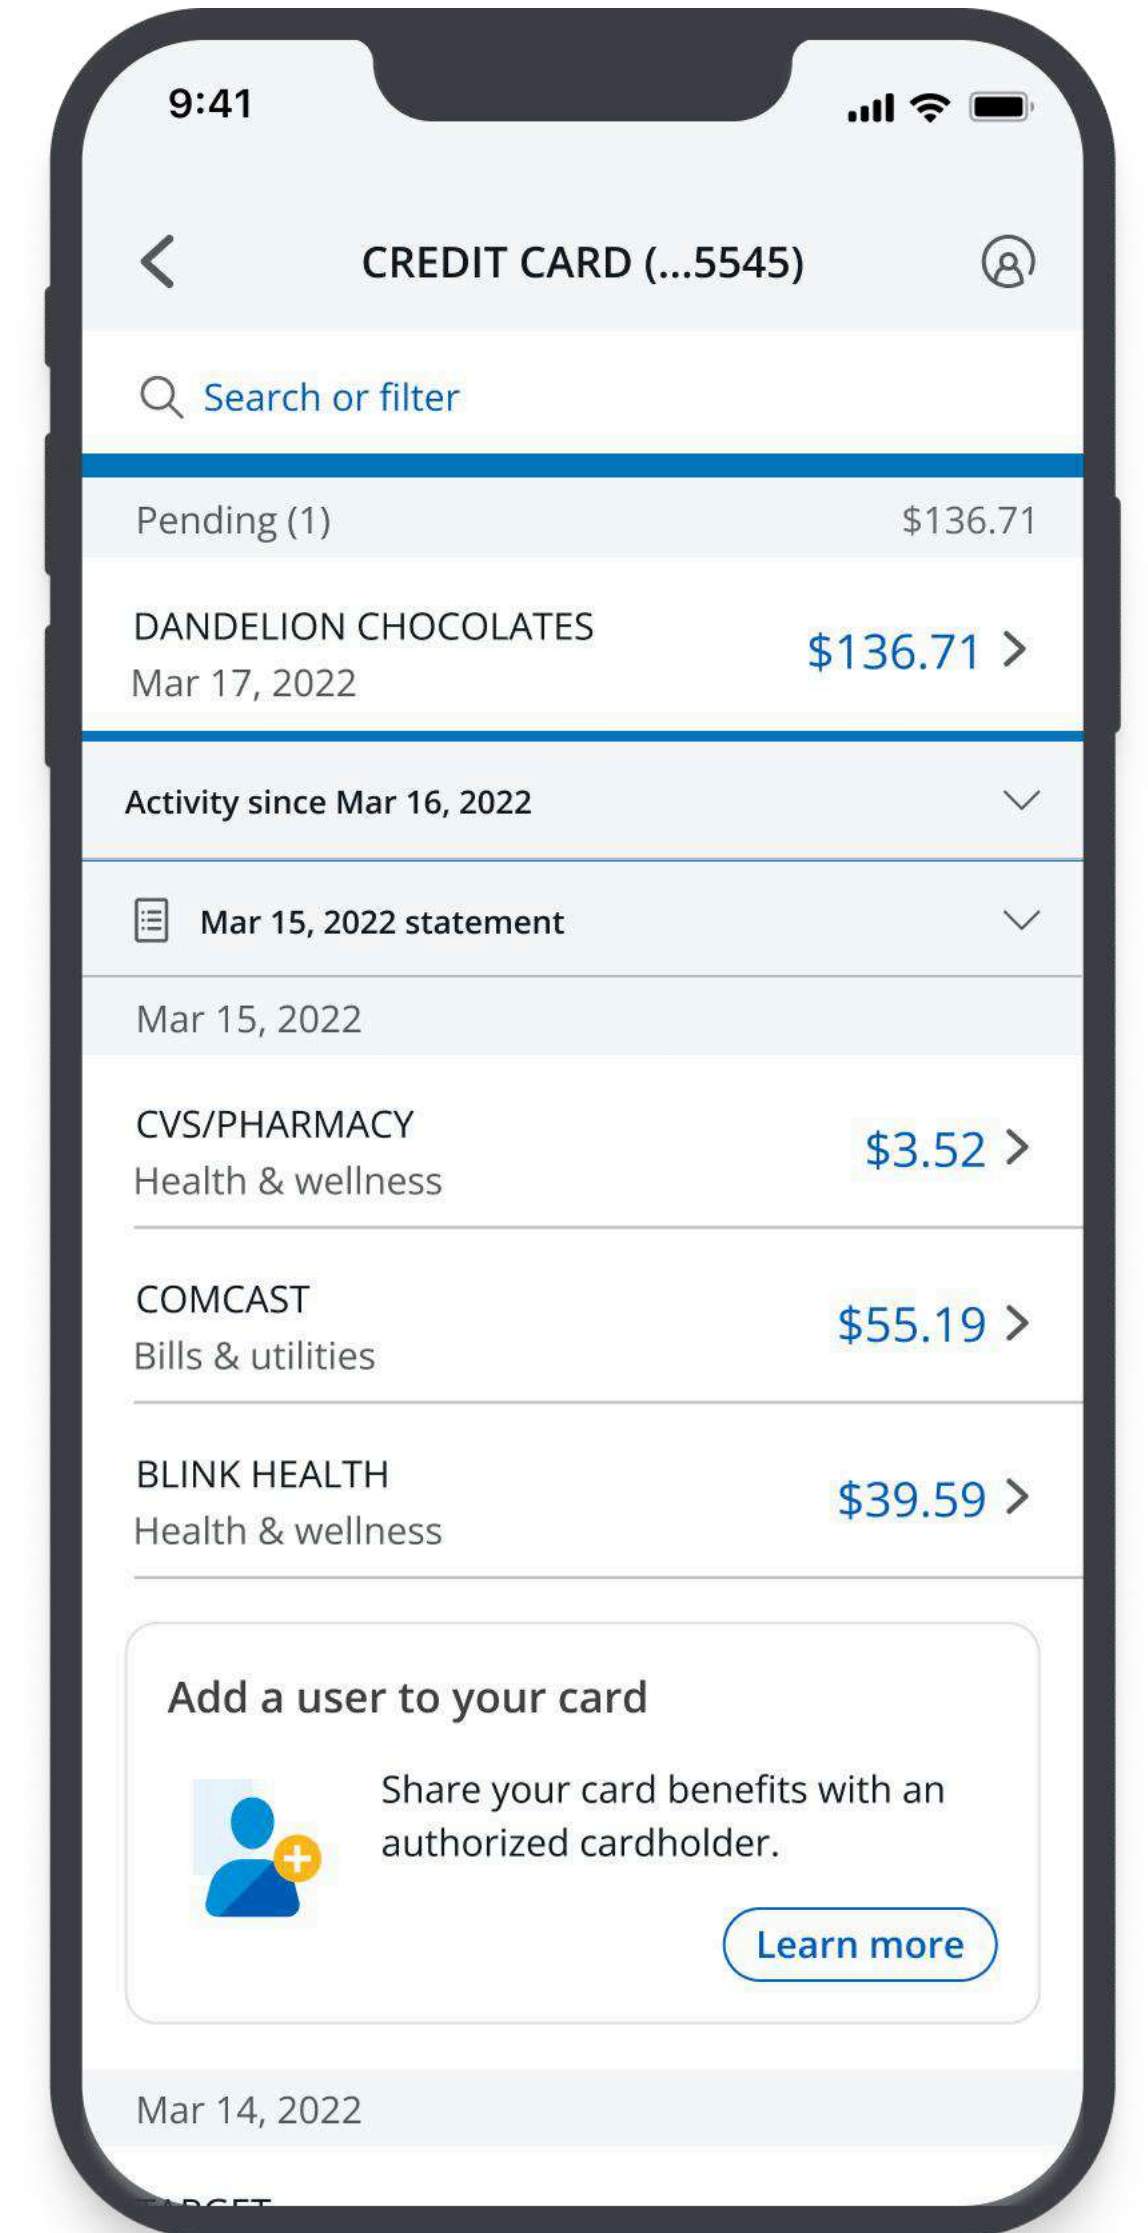 9:41
CREDIT CARD (...5545)
Search or filter
Pending (1) $136.71
DANDELION CHOCOLATES
$136.71
Mar 17, 2022
Activity since Mar 16, 2022
Mar 15, 2022 statement
Mar 15, 2022
CVS/PHARMACY
$3.52
Health & wellness
COMCAST
$55.19
Bills & utilities
BLINK HEALTH
$39.59
Health & wellness
Add a user to your card
Share your card benefits with an
authorized cardholder.
Learn more
Mar 14, 2022
TARGET